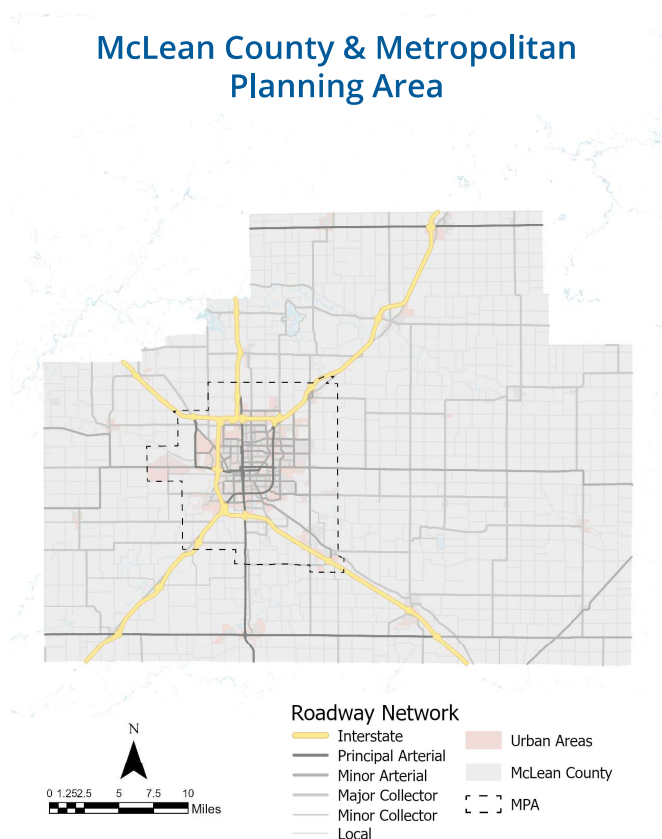 McLean County & Metropolitan
Planning Area
N
0 1.252.5 5 7.5 10
Miles
Roadway Network
Interstate
Principal Arterial
Minor Arterial
Major Collector
Minor Collector
Local
Urban Areas
McLean County
MPA